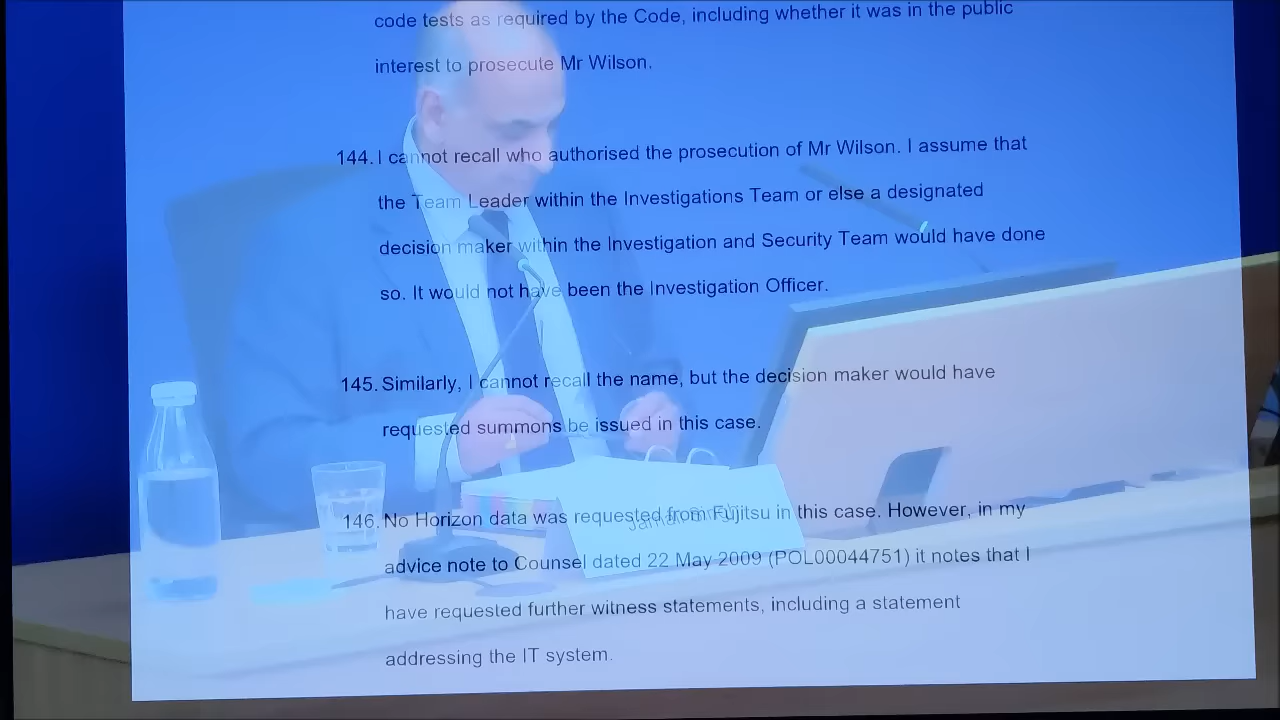 code tests as required by the Code, including whether it was in the public
interest to prosecute Mr Wilson.
144. I cannot recall who authorised the prosecution of Mr Wilson. I assume that
the Team Leader within the Investigations Team or else a designated
decision maker within the Investigation and Security Team would have done
so. It would not have been the Investigation Officer.
145. Similarly, I cannot recall the name, but the decision maker would have
requested summons be issued in this case.
146. No Horizon data was requested from Fujitsu in this case. However, in my
advice note to Counsel dated 22 May 2009 (POL00044751) it notes that I
have requested further witness statements, including a statement
addressing the IT system.